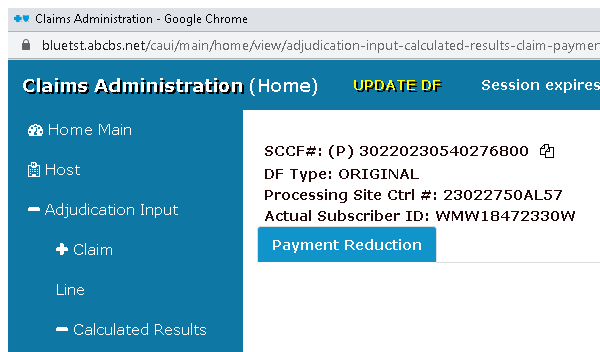 Claims Administration - Google Chrome
bluetst.abcbs.net/caui/main/home/view/adjudication-input-calculated-results-claim-paymen
Claims Administration (Home) UPDATE DF Session expires
Home Main
Host
Adjudication Input
Claim
Line
Calculated Results
SCCF#: (P) 30220230540276800
DF Type: ORIGINAL
Processing Site Ctrl #: 23022750AL57
Actual Subscriber ID: WMW18472330W
Payment Reduction